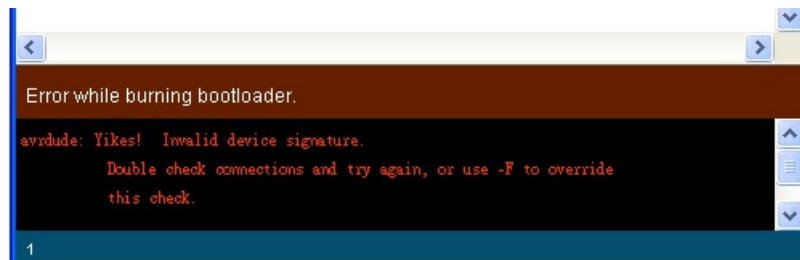 Error while burning bootloader.
avrdude: Yikes!  Invalid device signature.
Double check connections and try again, or use -F to override
this check.
1